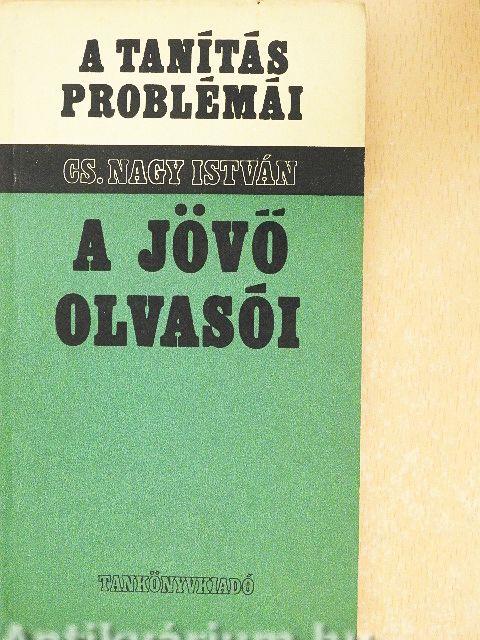 A TANÍTÁS
PROBLÉMÁI
CS. NAGY ISTVÁN
A JÖVŐ
OLVASÓI
TANKÖNYVKIADÓ